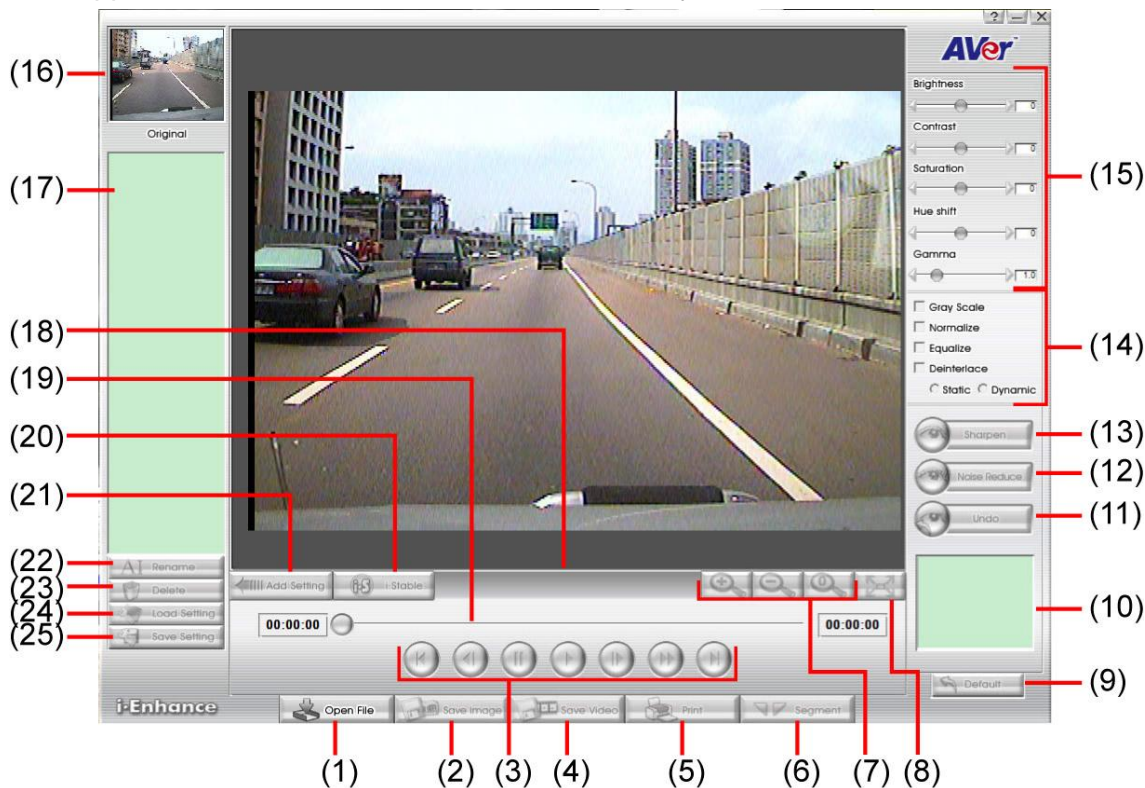 ? — X
AVer
(16)
Original
Brightness
0
Contrast
0
(15)
(17)
Saturation
0
Hue shift
0
Gamma
1.0
Gray Scale
Normalize
(18)
(14)
Equalize
Deinterlace
(19)
Static Dynamic
(20)
Sharpen
(13)
(21)
Noise Reduce
(12)
Undo
(11)
(22)
AI Rename
(23)
Delete
Add Setting
i-S i Stable
(24)
Load Setting
(10)
(25)
Save Setting
00:00:00
00:00:00
Default
(9)
i-Enhance
Open File
Save Image
Save Video
Print
Segment
(1)
(2)
(3)
(4)
(5)
(6)
(7)
(8)